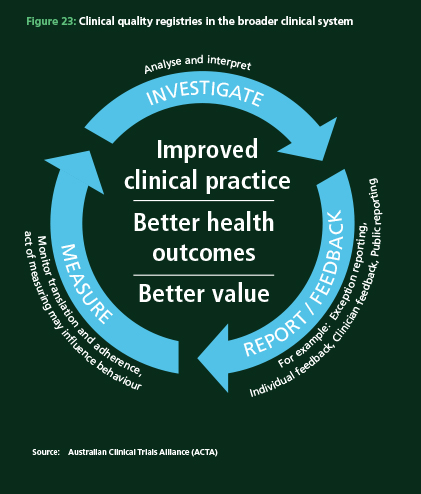 Figure 23: Clinical quality registries in the broader clinical system
Analyse and interpret
INVESTIGATE
Improved
clinical practice
Better health
outcomes
Better value
REPORT / FEEDBACK
For example: Exception reporting,
Individual feedback, Clinician feedback, Public reporting
MEASURE
Monitor translation and adherence,
act of measuring may influence behaviour
Source: Australian Clinical Trials Alliance (ACTA)